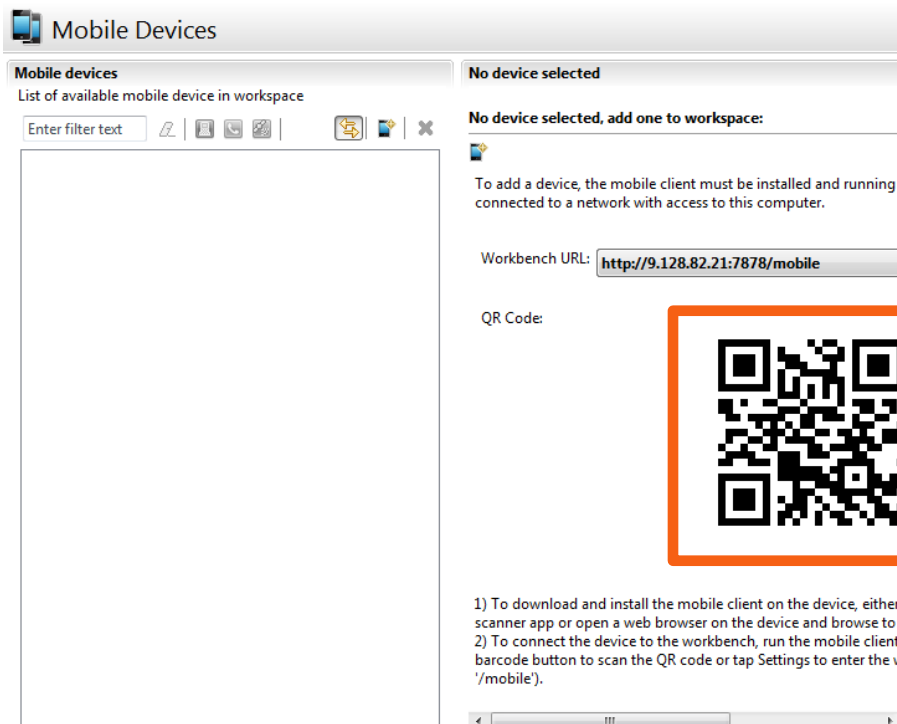 Mobile Devices
Mobile devices
List of available mobile device in workspace
Enter filter text
No device selected
No device selected, add one to workspace:
To add a device, the mobile client must be installed and running
connected to a network with access to this computer.
Workbench URL: http://9.128.82.21:7878/mobile
QR Code:
1) To download and install the mobile client on the device, either
scanner app or open a web browser on the device and browse to
2) To connect the device to the workbench, run the mobile client
barcode button to scan the QR code or tap Settings to enter the
'/mobile').